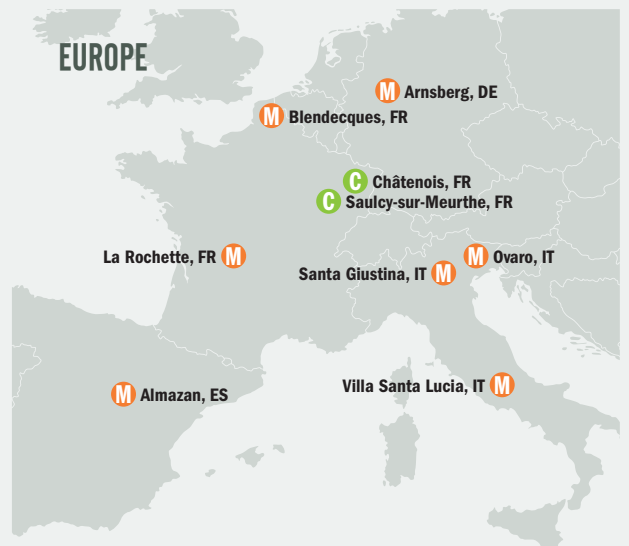 EUROPE
M Arnsberg, DE
M Blendecques, FR
C Châtenois, FR
C Saulcy-sur-Meurthe, FR
La Rochette, FR M
M Ovaro, IT
Santa Giustina, IT M
Villa Santa Lucia, IT M
M Almazan, ES